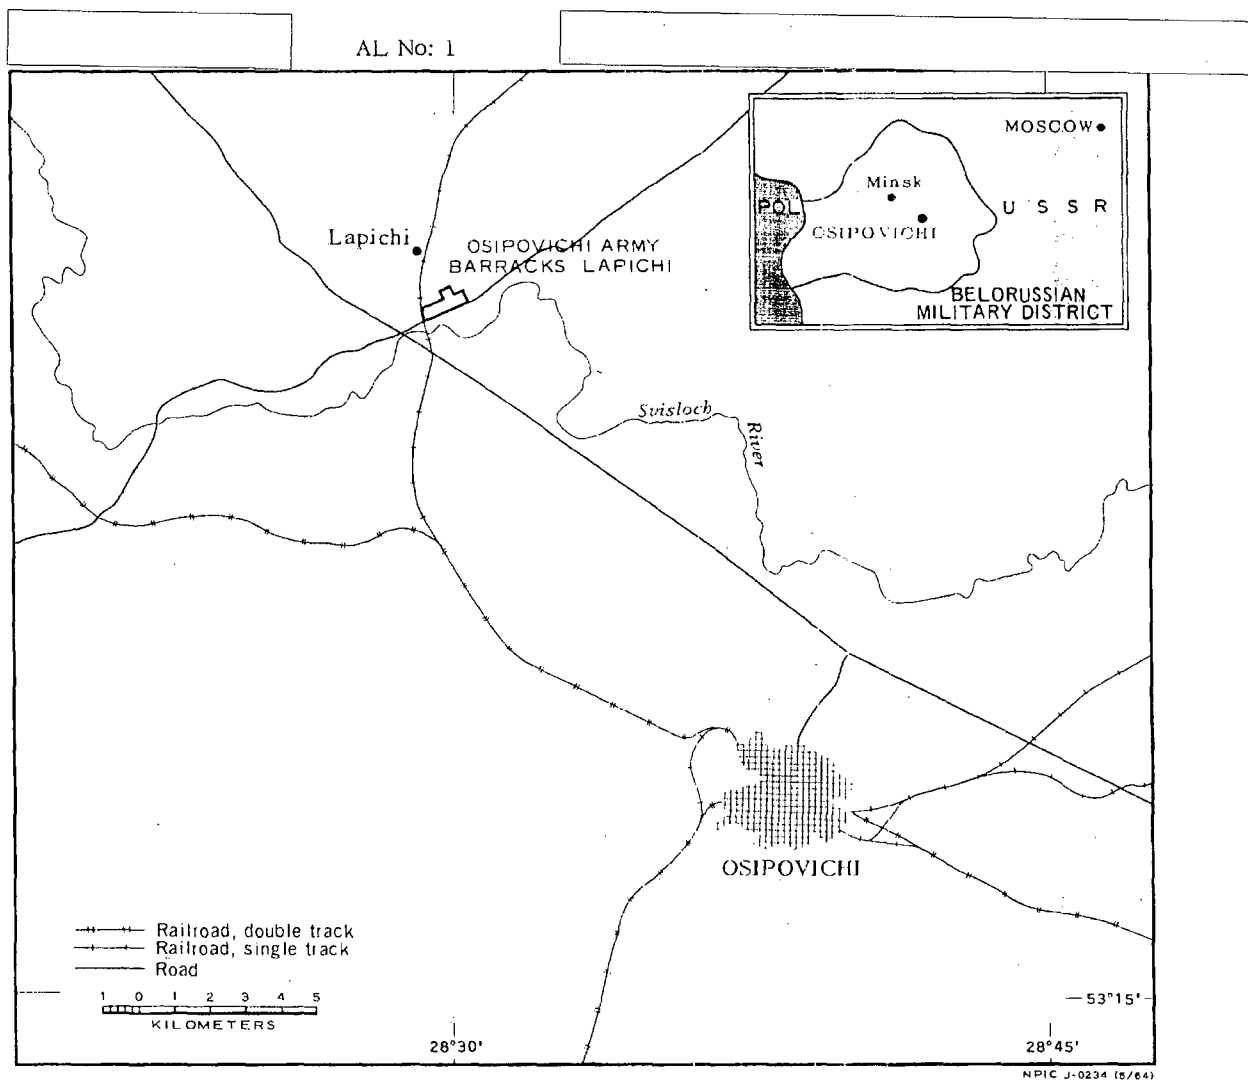 AL No: 1
MOSCOW
Minsk
POL
U S S R
OSIPOVICHI
BELORUSSIAN
MILITARY DISTRICT
Lapichi
OSIPOVICHI ARMY
BARRACKS LAPICHI
Svisloch
River
OSIPOVICHI
Railroad, double track
Railroad, single track
Road
1 0 1 2 3 4 5
KILOMETERS
53°15'
28°30'
28°45'
NPIC J-0234 (5/64)